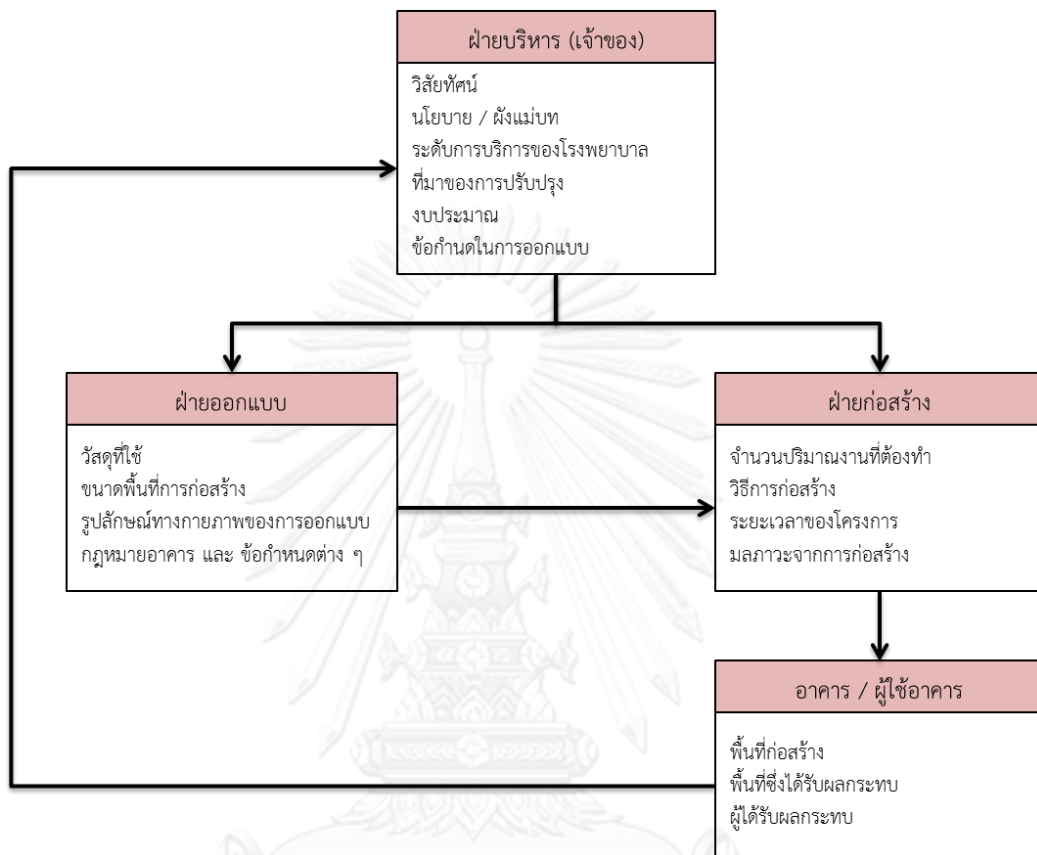 ฝ่ายบริหาร (เจ้าของ)
วิสัยทัศน์
นโยบาย / ผังแม่บท
ระดับการบริการของโรงพยาบาล
ที่มาของการปรับปรุง
งบประมาณ
ข้อกำนดในการออกแบบ
ฝ่ายออกแบบ
วัสดุที่ใช้
ขนาดพื้นที่การก่อสร้าง
รูปลักษณ์ทางกายภาพของการออกแบบ
กฎหมายอาคาร และ ข้อกำหนดต่าง ๆ
ฝ่ายก่อสร้าง
จำนวนปริมาณงานที่ต้องทำ
วิธีการก่อสร้าง
ระยะเวลาของโครงการ
มลภาวะจากการก่อสร้าง
อาคาร / ผู้ใช้อาคาร
พื้นที่ก่อสร้าง
พื้นที่ซึ่งได้รับผลกระทบ
ผู้ได้รับผลกระทบ